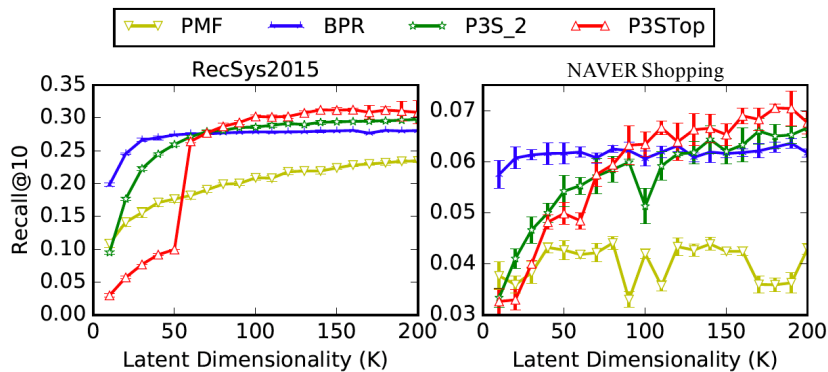 PMF BPR P3S_2 P3STop
RecSys2015 NAVER Shopping
Recall@10
0.35
0.30
0.25
0.20
0.15
0.10
0.05
0.00
0 50 100 150 200
Latent Dimensionality (K)
0.07
0.06
0.05
0.04
0.03
0 50 100 150 200
Latent Dimensionality (K)